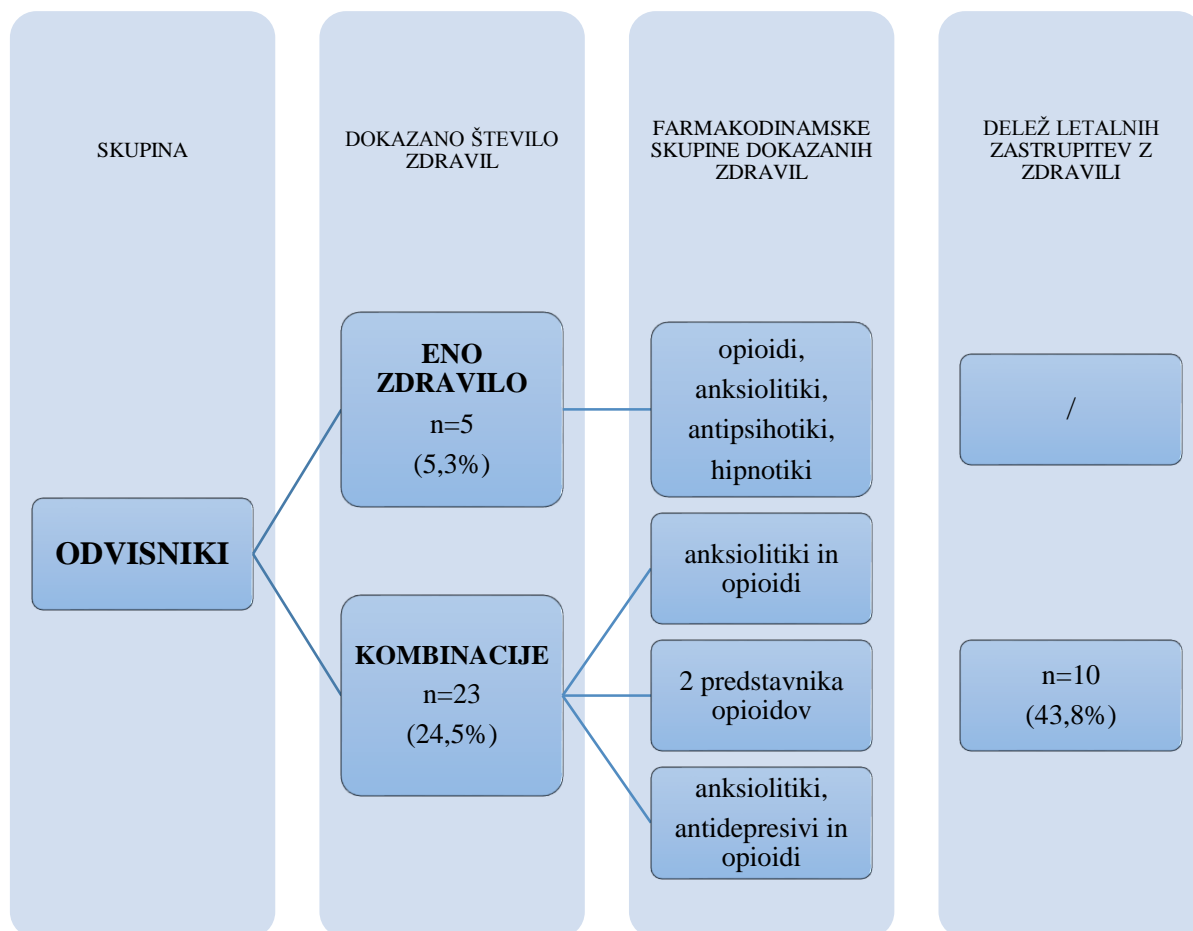 SKUPINA
DOKAZANO ŠTEVILO
ZDRAVIL
FARMAKODINAMSKE
SKUPINE DOKAZANIH
ZDRAVIL
DELEŽ LETALNIH
ZASTRUPITEV Z
ZDRAVILI
ODVISNIKI
ENO
ZDRAVILO
n=5
(5,3%)
opioidi,
anksiolitiki,
antipsihotiki,
hipnotiki
/
KOMBINACIJE
n=23
(24,5%)
anksiolitiki in
opioidi
2 predstavnika
opioidov
anksiolitiki,
antidepresivi in
opioidi
n=10
(43,8%)